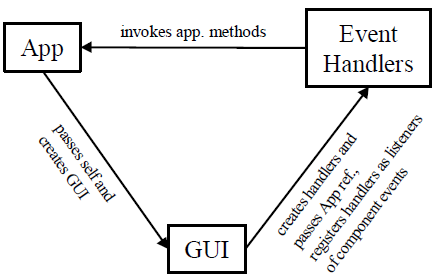 invokes app. methods
App
Event
Handlers
passes self and
creates GUI
creates handlers and
passes App ref.,
registers handlers as listeners
of component events
GUI